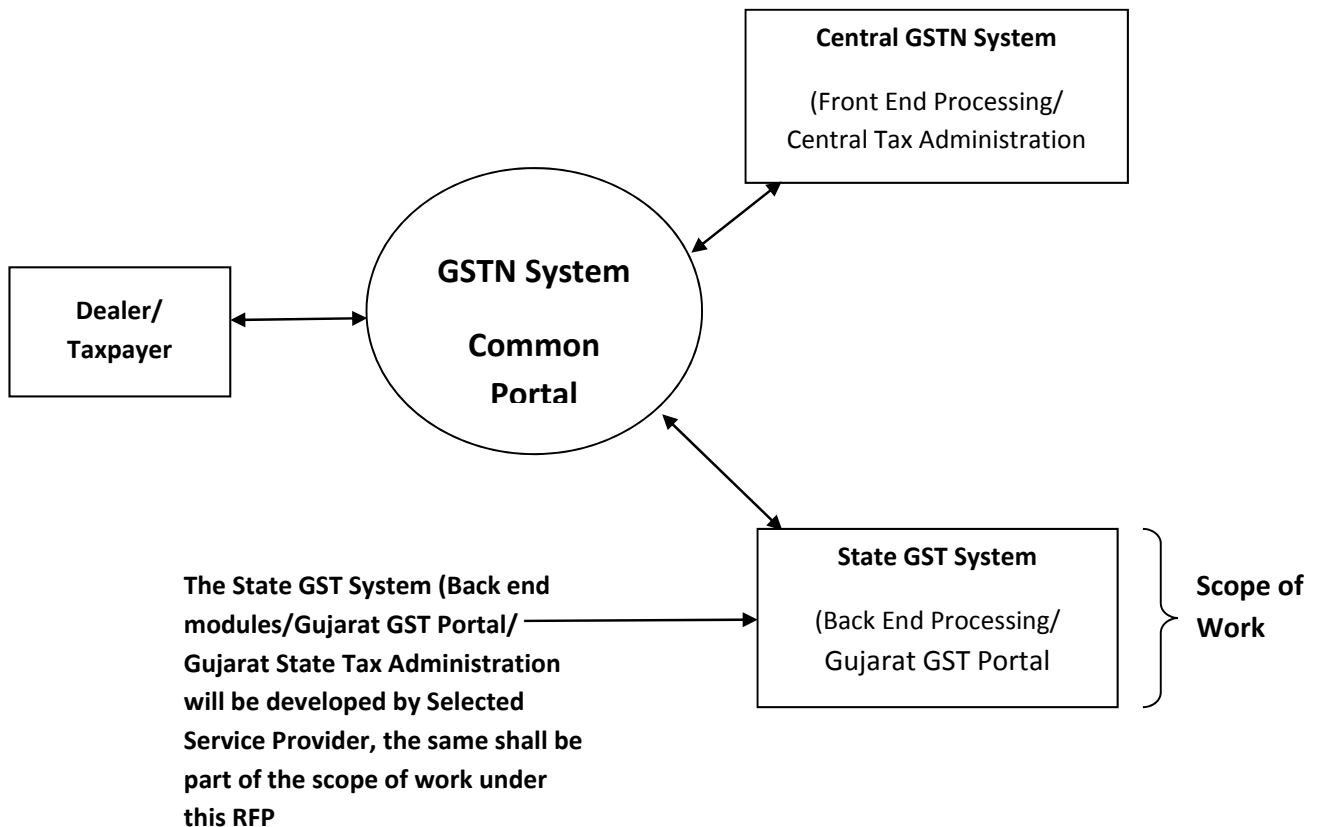 Central GSTN System
(Front End Processing/
Central Tax Administration
GSTN System
Common
Portal
Dealer/
Taxpayer
State GST System
(Back End Processing/
Gujarat GST Portal
Scope of
Work
The State GST System (Back end
modules/Gujarat GST Portal/
Gujarat State Tax Administration
will be developed by Selected
Service Provider, the same shall be
part of the scope of work under
this RFP